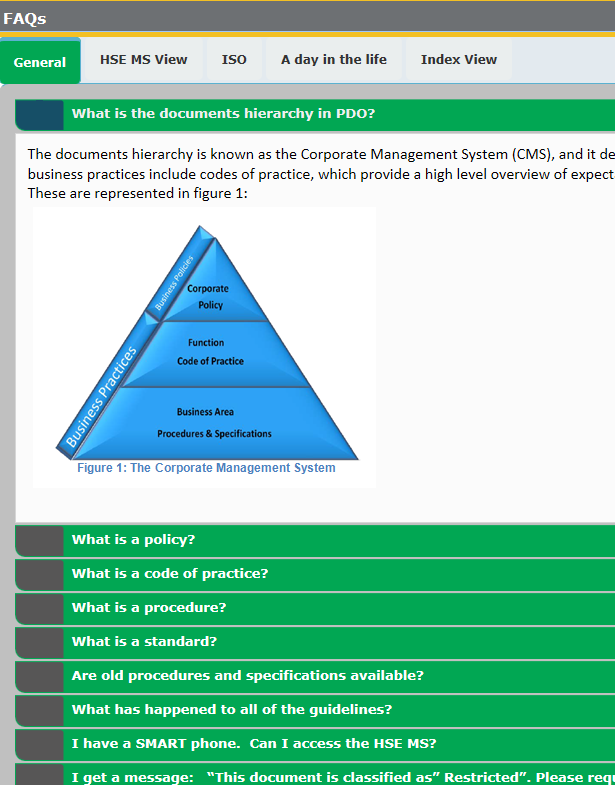 FAQs
General
HSE MS View
ISO
A day in the life
Index View
What is the documents hierarchy in PDO?
The documents hierarchy is known as the Corporate Management System (CMS), and it de
business practices include codes of practice, which provide a high level overview of expect
These are represented in figure 1:
Business Policies
Corporate
Policy
Business Practices
Function
Code of Practice
Business Area
Procedures & Specifications
Figure 1: The Corporate Management System
What is a policy?
What is a code of practice?
What is a procedure?
What is a standard?
Are old procedures and specifications available?
What has happened to all of the guidelines?
I have a SMART phone.  Can I access the HSE MS?
I get a message:   “This document is classified as” Restricted”. Please requ